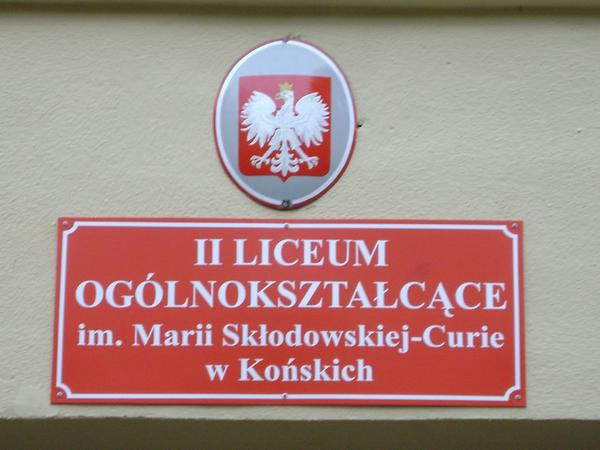 II LICEUM
OGÓLNOKSZTAŁCĄCE
im. Marii Skłodowskiej-Curie
w Końskich